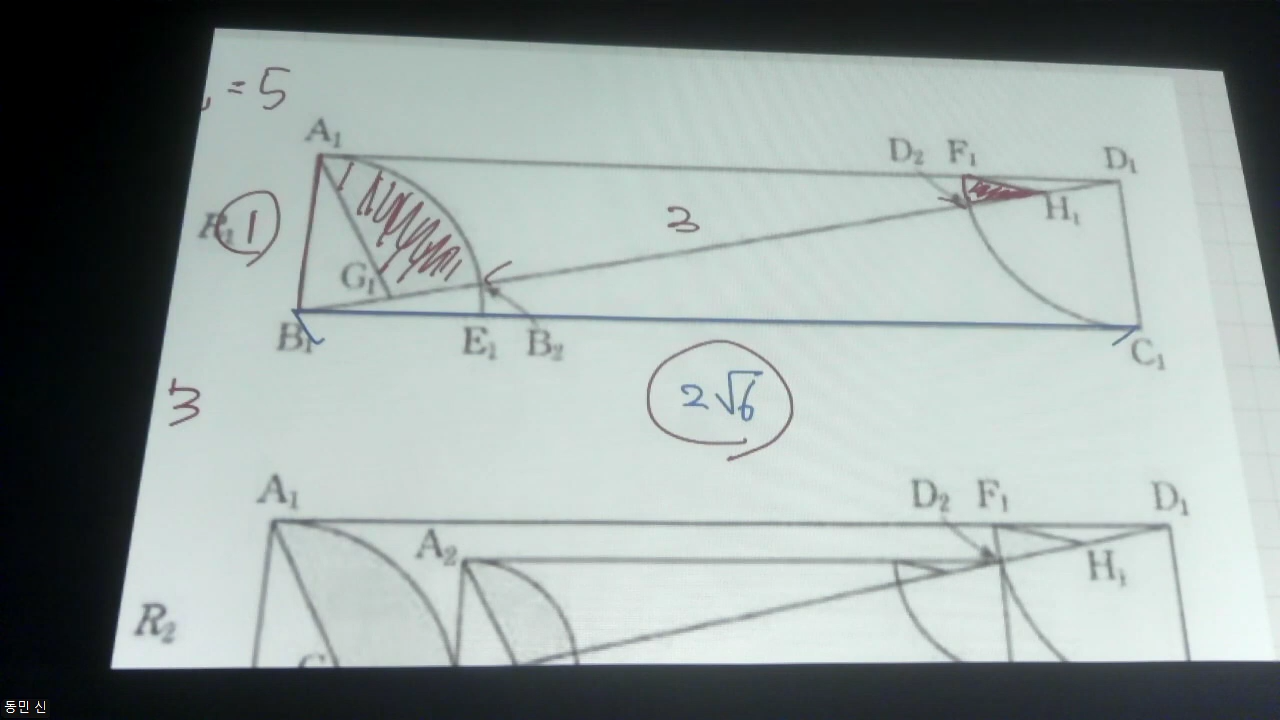 = 5
A₁
D₂ F₁ D₁
1
3
H₁
G₁
B₁ E₁ B₂ C₁
3
2√6
A₁
D₂ F₁ D₁
A₂
H₁
R₂
동민 신